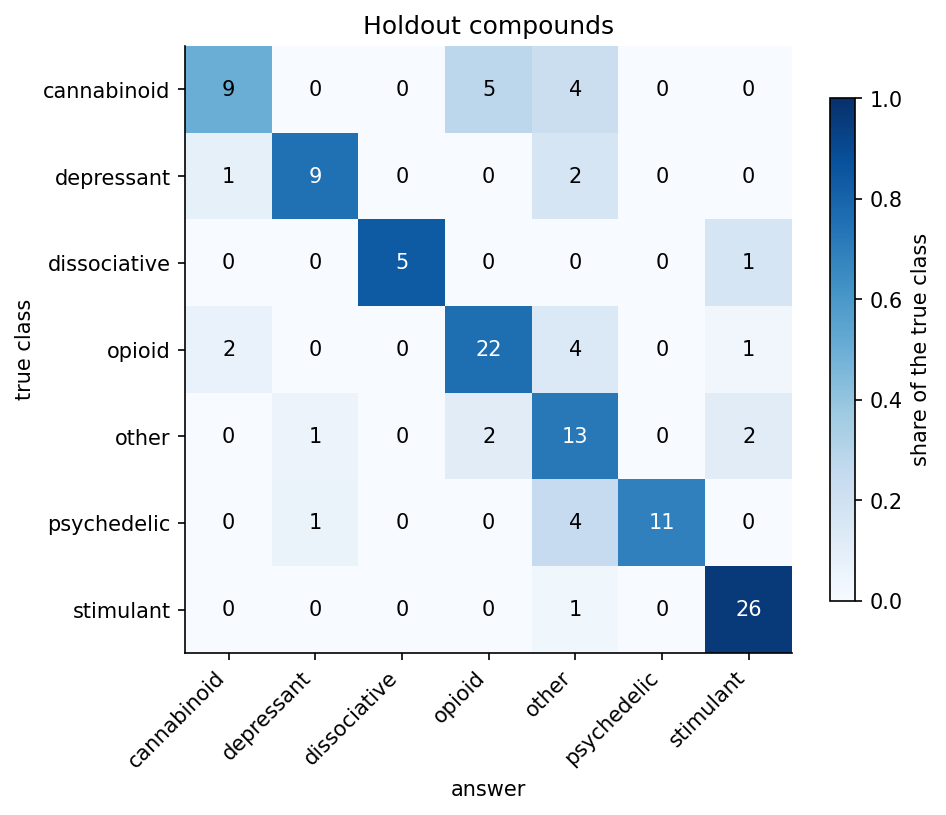 Holdout compounds
true class
cannabinoid 9 0 0 5 4 0 0
depressant 1 9 0 0 2 0 0
dissociative 0 0 5 0 0 0 1
opioid 2 0 0 22 4 0 1
other 0 1 0 2 13 0 2
psychedelic 0 1 0 0 4 11 0
stimulant 0 0 0 0 1 0 26
cannabinoid depressant dissociative opioid other psychedelic stimulant
answer
1.0
0.8
0.6
0.4
0.2
0.0
share of the true class